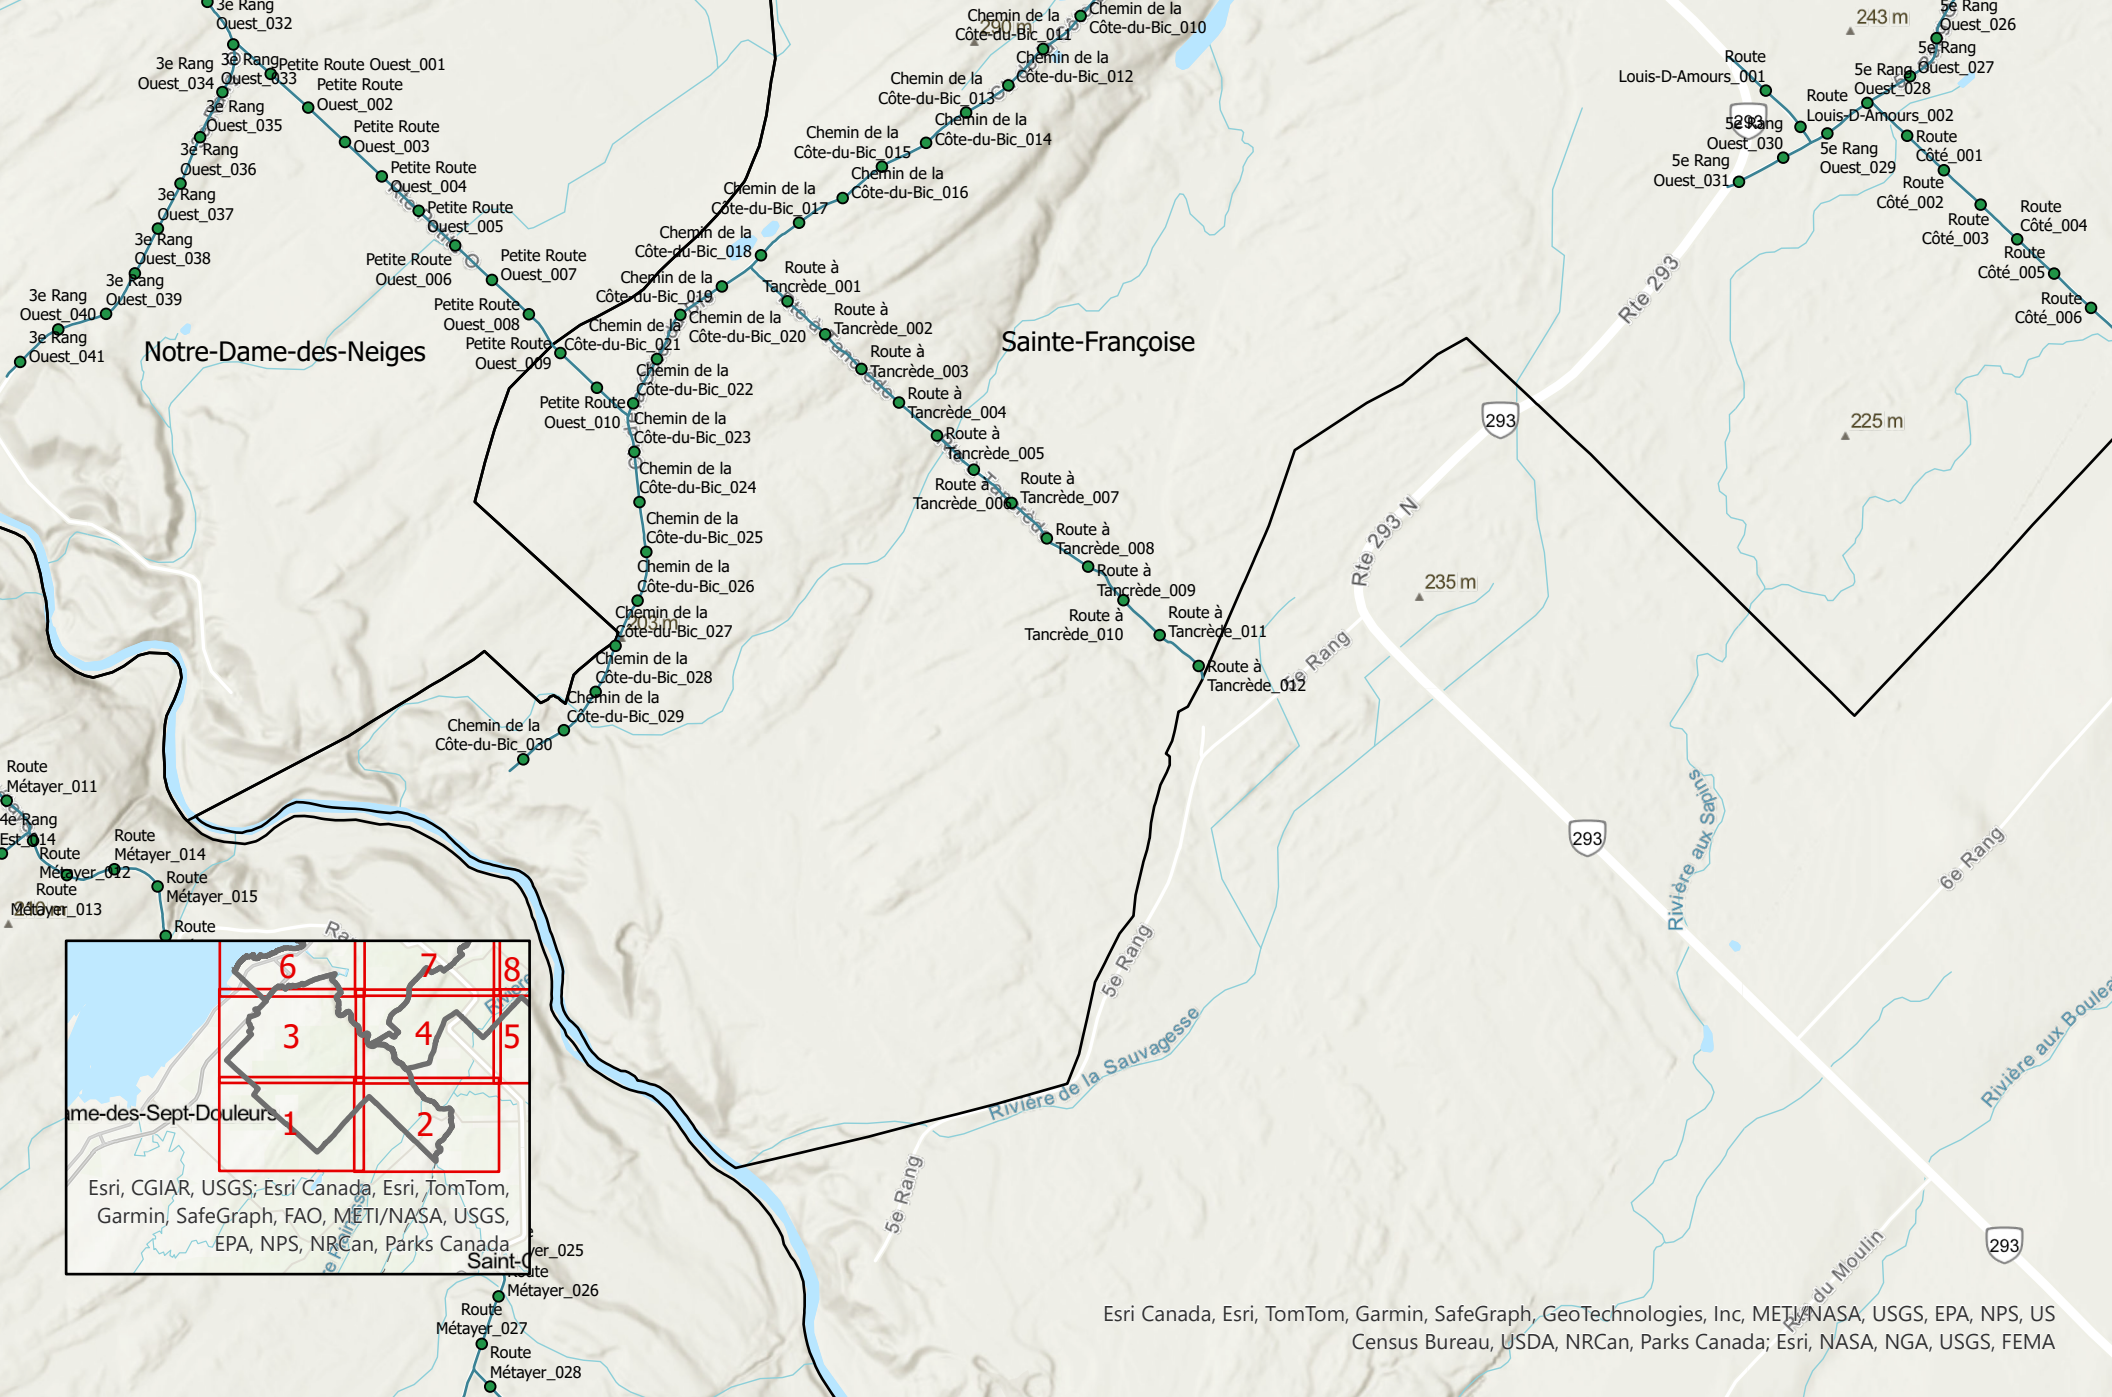 3e Rang
Ouest_032
3e Rang
Ouest_033
3e Rang
Ouest_034
3e Rang
Ouest_035
3e Rang
Ouest_036
3e Rang
Ouest_037
3e Rang
Ouest_038
3e Rang
Ouest_039
3e Rang
Ouest_040
3e Rang
Ouest_041
Petite Route Ouest_001
Petite Route
Ouest_002
Petite Route
Ouest_003
Petite Route
Ouest_004
Petite Route
Ouest_005
Petite Route
Ouest_006
Petite Route
Ouest_007
Petite Route
Ouest_008
Petite Route
Ouest_009
Petite Route
Ouest_010
Notre-Dame-des-Neiges
Chemin de la
Côte-du-Bic_010
Chemin de la
Côte-du-Bic_011
290 m
Chemin de la
Côte-du-Bic_012
Chemin de la
Côte-du-Bic_013
Chemin de la
Côte-du-Bic_014
Chemin de la
Côte-du-Bic_015
Chemin de la
Côte-du-Bic_016
Chemin de la
Côte-du-Bic_017
Chemin de la
Côte-du-Bic_018
Chemin de la
Côte-du-Bic_019
Chemin de la
Côte-du-Bic_020
Chemin de la
Côte-du-Bic_021
Chemin de la
Côte-du-Bic_022
Chemin de la
Côte-du-Bic_023
Chemin de la
Côte-du-Bic_024
Chemin de la
Côte-du-Bic_025
Chemin de la
Côte-du-Bic_026
Chemin de la
Côte-du-Bic_027
203 m
Chemin de la
Côte-du-Bic_028
Chemin de la
Côte-du-Bic_029
Chemin de la
Côte-du-Bic_030
Route à
Tancrède_001
Route à
Tancrède_002
Route à
Tancrède_003
Route à
Tancrède_004
Route à
Tancrède_005
Route à
Tancrède_006
Route à
Tancrède_007
Route à
Tancrède_008
Route à
Tancrède_009
Route à
Tancrède_010
Route à
Tancrède_011
Route à
Tancrède_012
Rte à Tancrède
Sainte-Françoise
243 m
5e Rang
Ouest_026
5e Rang
Ouest_027
5e Rang
Ouest_028
Route
Louis-D-Amours_001
Route
Louis-D-Amours_002
293
5e Rang
Ouest_029
5e Rang
Ouest_030
5e Rang
Ouest_031
Route
Côté_001
Route
Côté_002
Route
Côté_003
Route
Côté_004
Route
Côté_005
Route
Côté_006
Rte 293
293
225 m
Rte 293 N
235 m
5e Rang
293
Rivière aux Sapins
6e Rang
5e Rang
Rivière de la Sauvagesse
5e Rang
Rivière aux Boulea
293
Rte du Moulin
Route
Métayer_011
4e Rang
Est_014
Route
Métayer_012
Route
Métayer_013
Route
Métayer_014
Route
Métayer_015
Route
Ra
6
7
8
3
4
5
1
2
Rivière
ame-des-Sept-Douleurs
Esri, CGIAR, USGS; Esri Canada, Esri, TomTom,
Garmin, SafeGraph, FAO, METI/NASA, USGS,
EPA, NPS, NRCan, Parks Canada
Saint-
yer_025
Route
Métayer_026
Route
Métayer_027
Route
Métayer_028
Esri Canada, Esri, TomTom, Garmin, SafeGraph, GeoTechnologies, Inc, METI/NASA, USGS, EPA, NPS, US
Census Bureau, USDA, NRCan, Parks Canada; Esri, NASA, NGA, USGS, FEMA